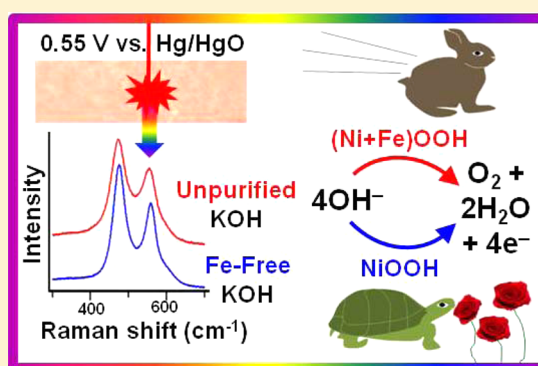 0.55 V vs. Hg/HgO
Intensity
Unpurified
KOH
Fe-Free
KOH
400 600
Raman shift (cm⁻¹)
(Ni+Fe)OOH
4OH⁻
O₂ +
2H₂O
+ 4e⁻
NiOOH